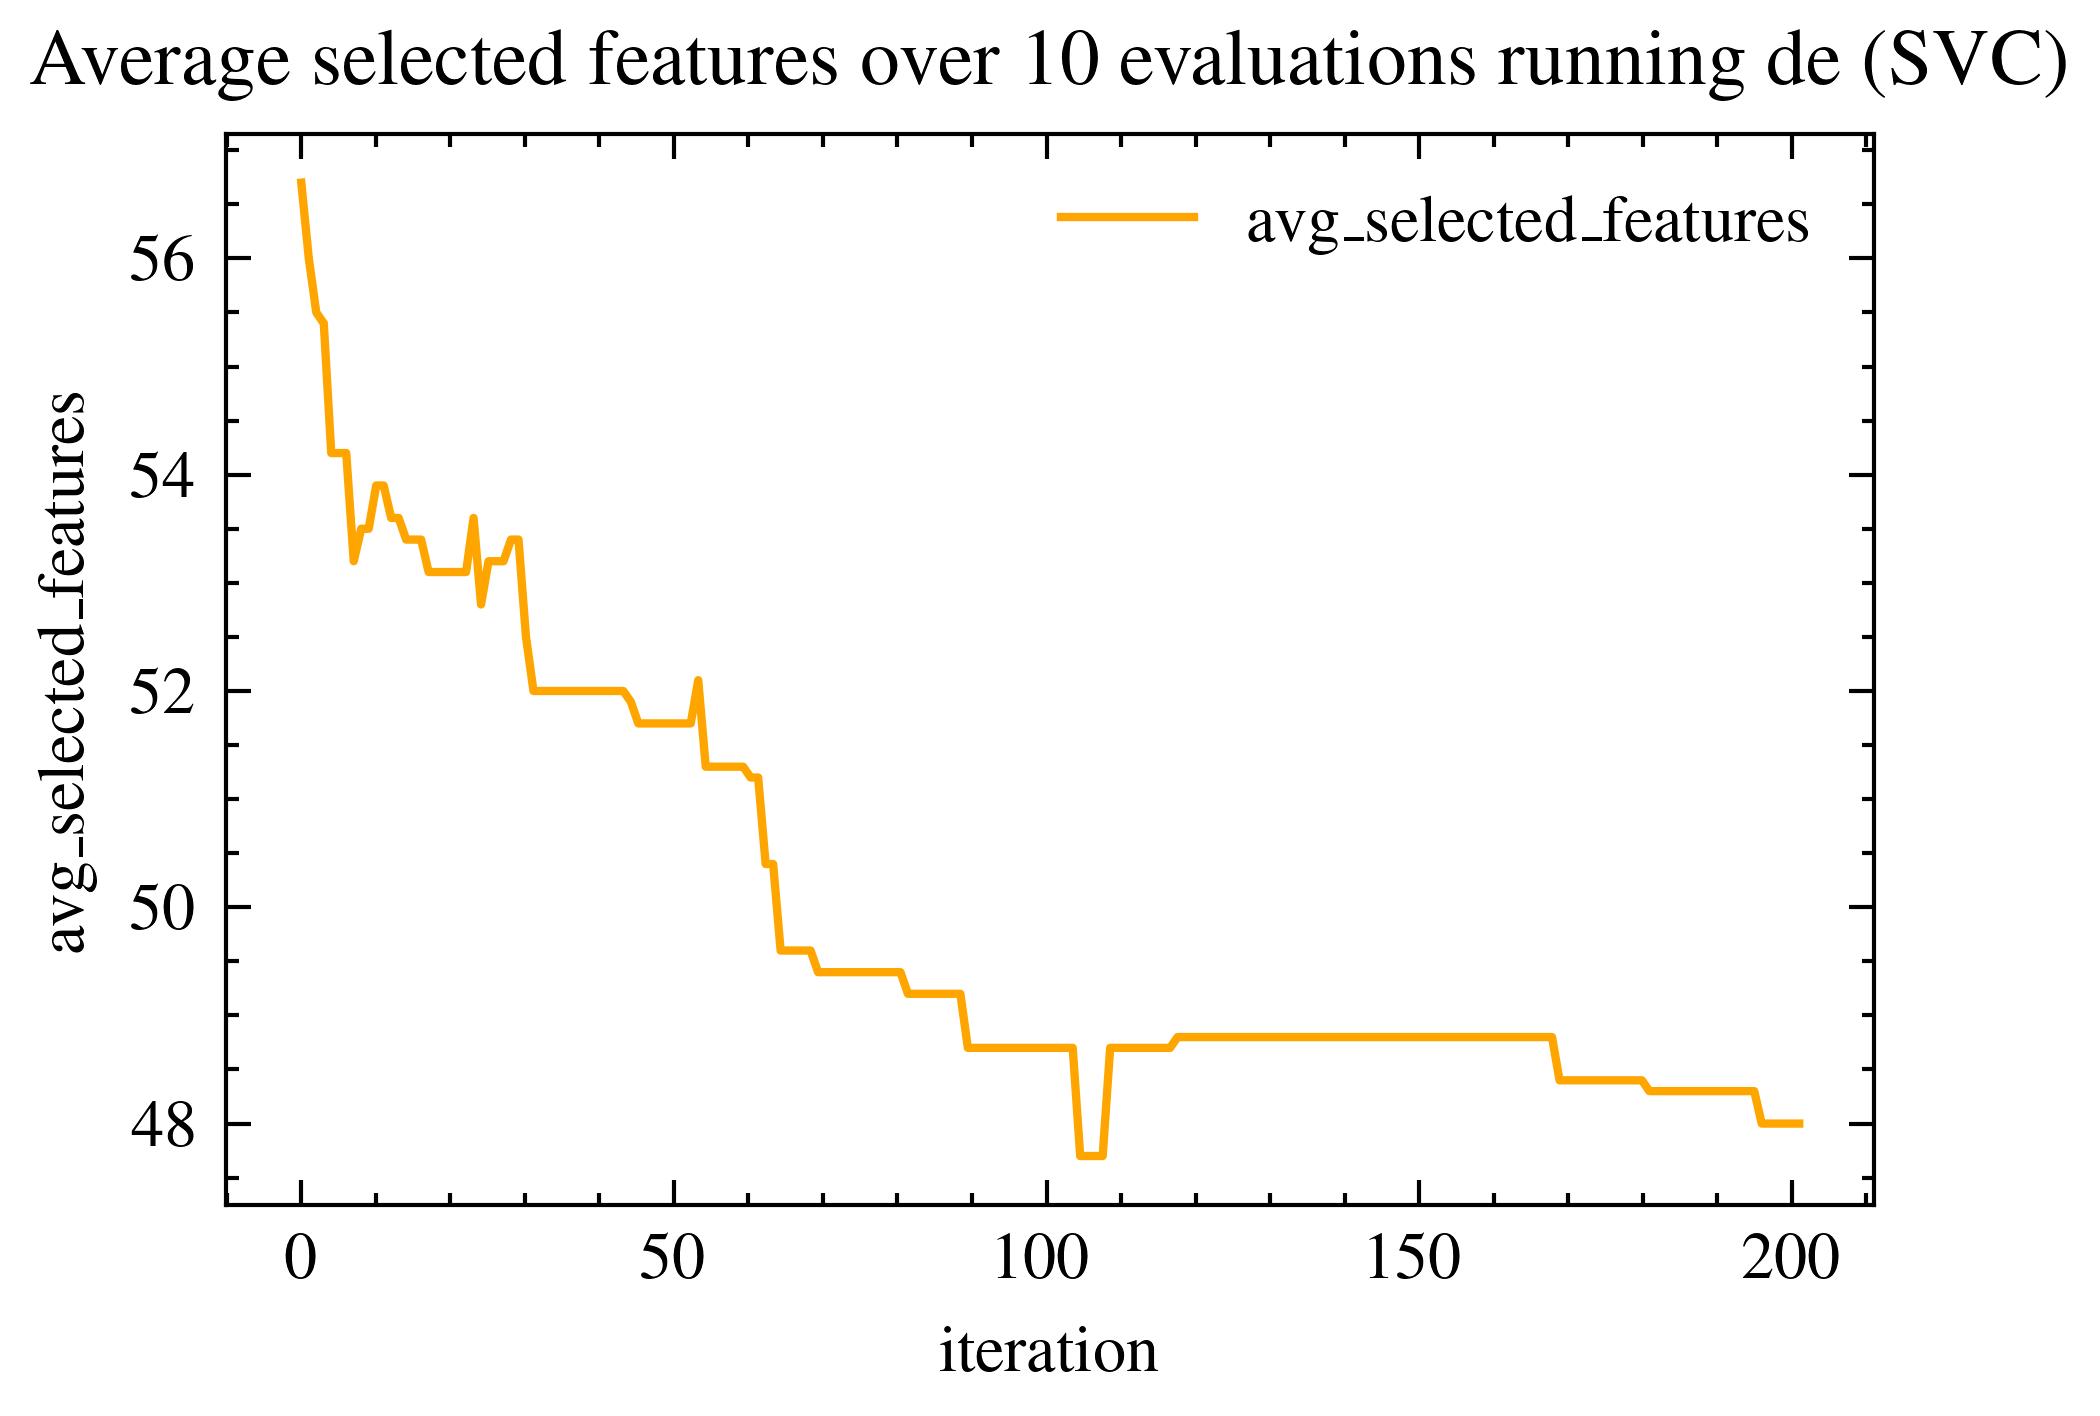 Average selected features over 10 evaluations running de (SVC)
avg_selected_features
avg_selected_features
56
54
52
50
48
0 50 100 150 200
iteration